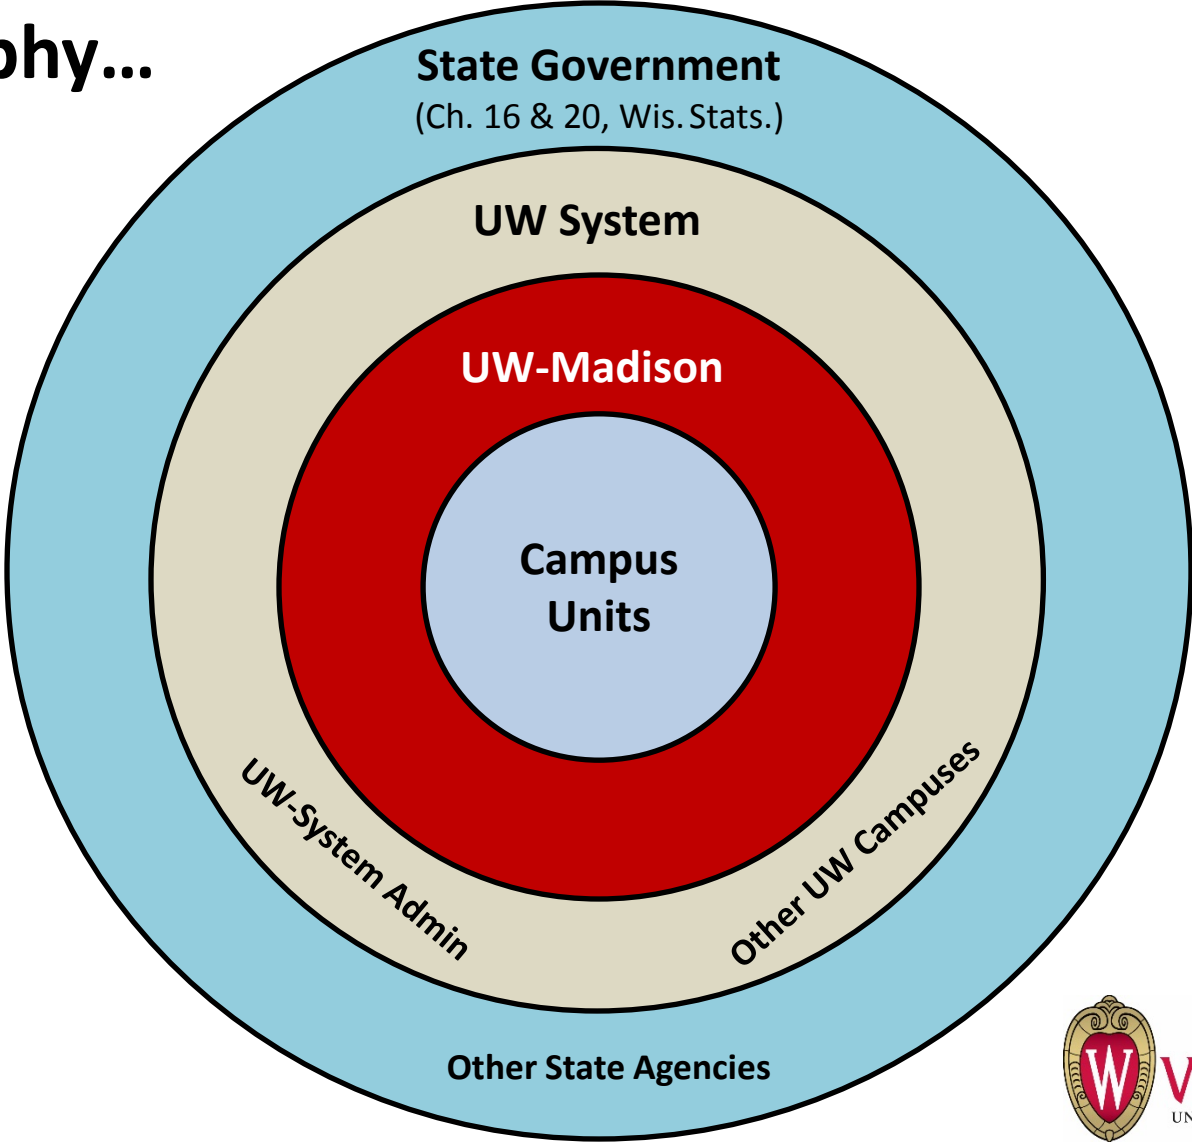 phy...
State Government
(Ch. 16 & 20, Wis. Stats.)
UW System
UW-Madison
Campus
Units
UW-System Admin
Other UW Campuses
Other State Agencies
W
UN